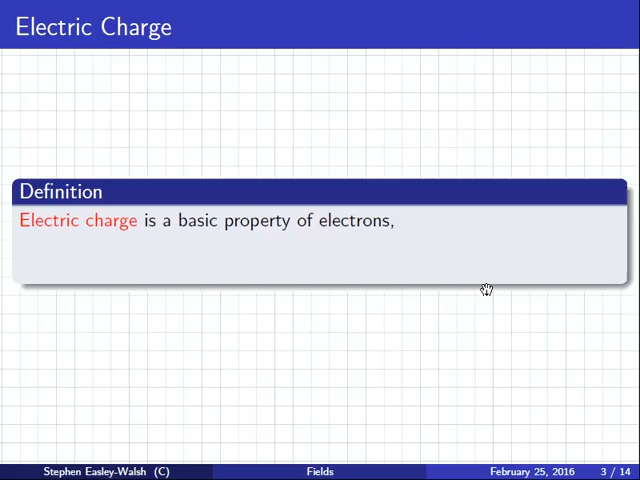 Electric Charge
Definition
Electric charge is a basic property of electrons,
Stephen Easley-Walsh (C) Fields February 25, 2016 3 / 14